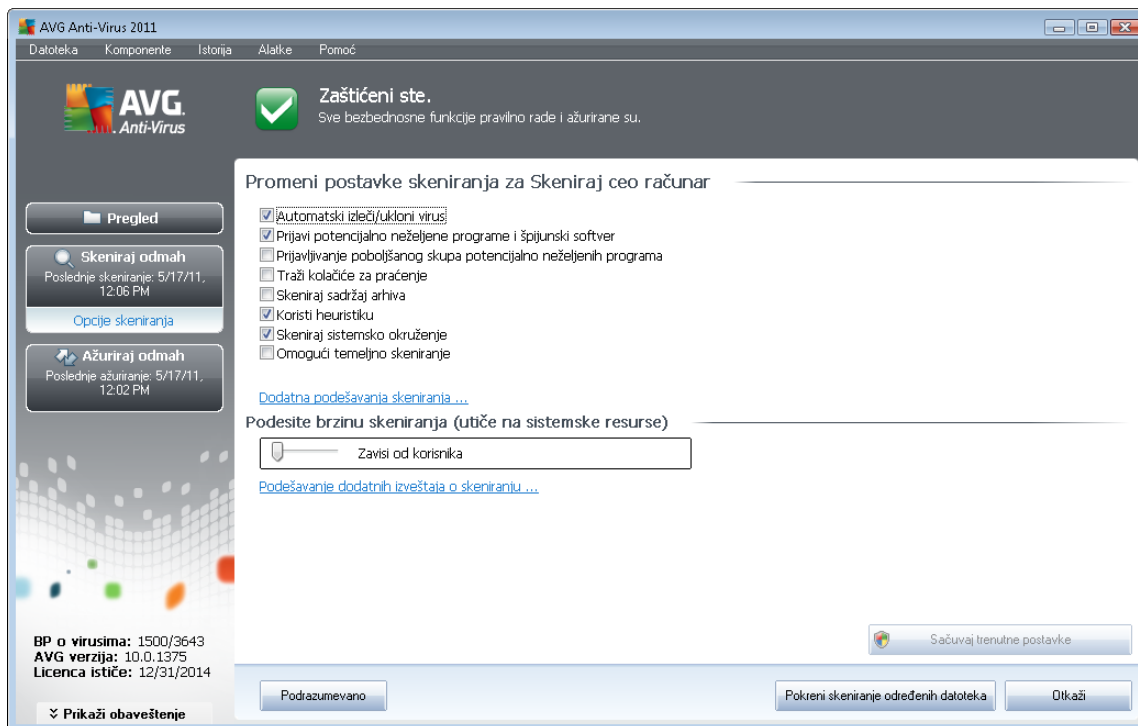 AVG Anti-Virus 2011
Datoteka Komponente Istorija Alatke Pomoć
AVG.
Anti-Virus
Zaštićeni ste.
Sve bezbednosne funkcije pravilno rade i ažurirane su.
Pregled
Skeniraj odmah
Poslednje skeniranje: 5/17/11,
12:06 PM
Opcije skeniranja
Ažuriraj odmah
Poslednje ažuriranje: 5/17/11,
12:02 PM
BP o virusima: 1500/3643
AVG verzija: 10.0.1375
Licenca ističe: 12/31/2014
Prikaži obaveštenje
Promeni postavke skeniranja za Skeniraj ceo računar
Automatski izleči/ukloni virus
Prijavi potencijalno neželjene programe i špijunski softver
Prijavljivanje poboljšanog skupa potencijalno neželjenih programa
Traži kolačiće za praćenje
Skeniraj sadržaj arhiva
Koristi heuristiku
Skeniraj sistemsko okruženje
Omogući temeljno skeniranje
Dodatna podešavanja skeniranja ...
Podesite brzinu skeniranja (utiče na sistemske resurse)
Zavisi od korisnika
Podešavanje dodatnih izveštaja o skeniranju ...
Sačuvaj trenutne postavke
Podrazumevano
Pokreni skeniranje određenih datoteka
Otkaži